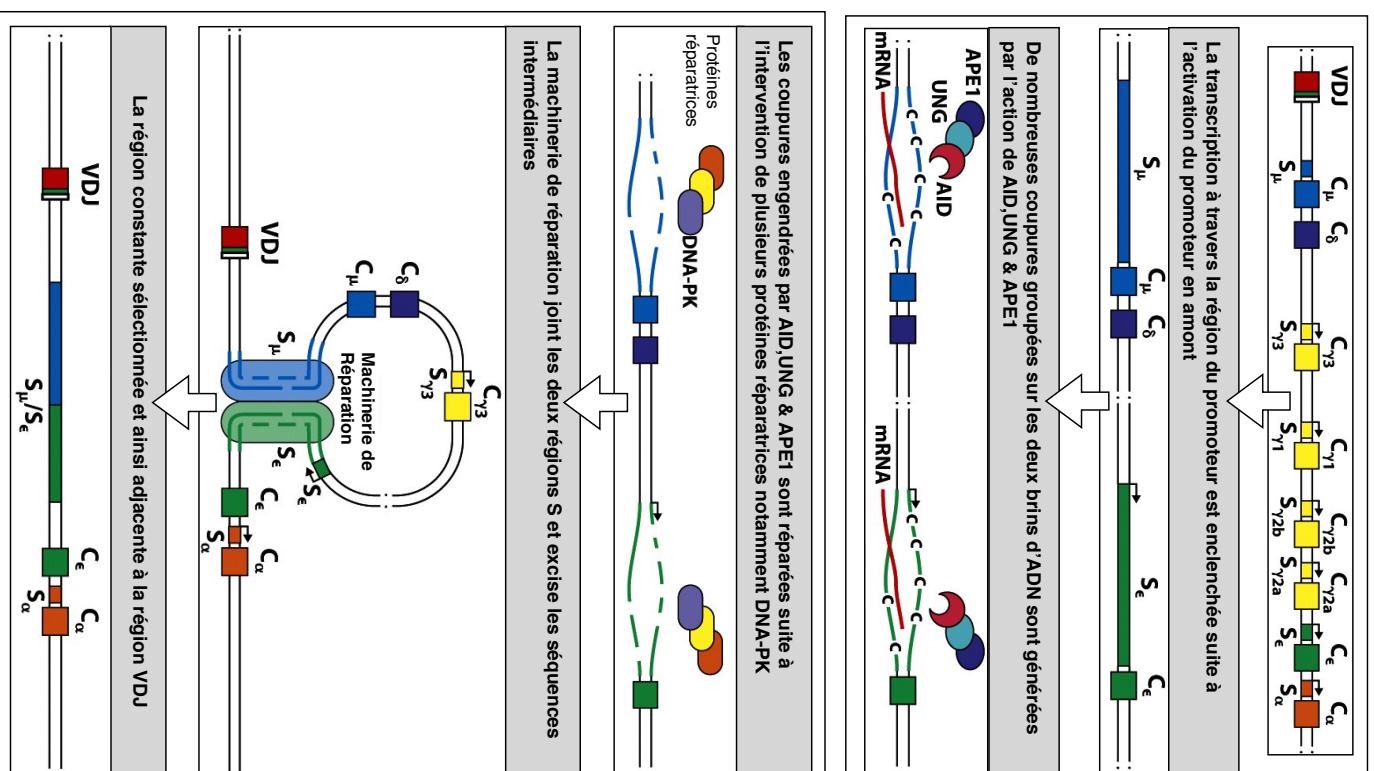 VDJ Cμ Cδ Cγ3 Cγ1 Cγ2b Cγ2a Cε Cα
Sμ Sγ3 Sγ1 Sγ2b Sγ2a Sε Sα
La transcription à travers la région du promoteur est enclenchée suite à
l'activation du promoteur en amont
Sμ Cμ Cδ Sε Cε
De nombreuses coupures groupées sur les deux brins d'ADN sont générées
par l'action de AID,UNG & APE1
APE1
UNG
AID
C C C C C C C C
C C C C
mRNA mRNA
Les coupures engendrées par AID,UNG & APE1 sont réparées suite à
l'intervention de plusieurs protéines réparatrices notamment DNA-PK
Protéines
réparatrices
DNA-PK
La machinerie de réparation joint les deux régions S et excise les séquences
intermédiaires
Cγ3
Sγ3
Cδ
Cμ
Machinerie de
Réparation
Sε
Sμ Sε
VDJ Cε Cα
Sα
La région constante sélectionnée et ainsi adjacente à la région VDJ
VDJ Cε Cα
Sμ/Sε Sα